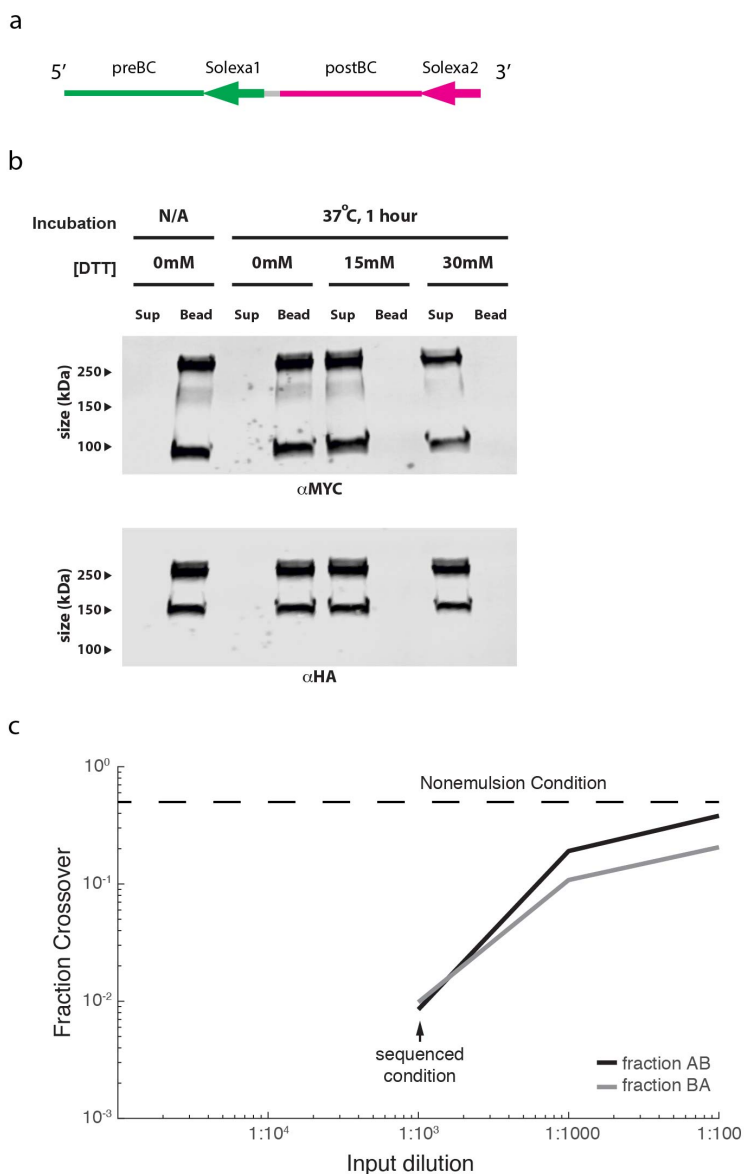 a
5′ preBC Solexa1 postBC Solexa2 3′
b
Incubation N/A 37°C, 1 hour
[DTT] 0mM 0mM 15mM 30mM
Sup Bead Sup Bead Sup Bead Sup Bead
size (kDa)
250
150
100
αMYC
size (kDa)
250
150
100
αHA
c
Fraction Crossover
10⁰
10⁻¹
10⁻²
10⁻³
Nonemulsion Condition
sequenced
condition
fraction AB
fraction BA
1:10⁴ 1:10³ 1:1000 1:100
Input dilution